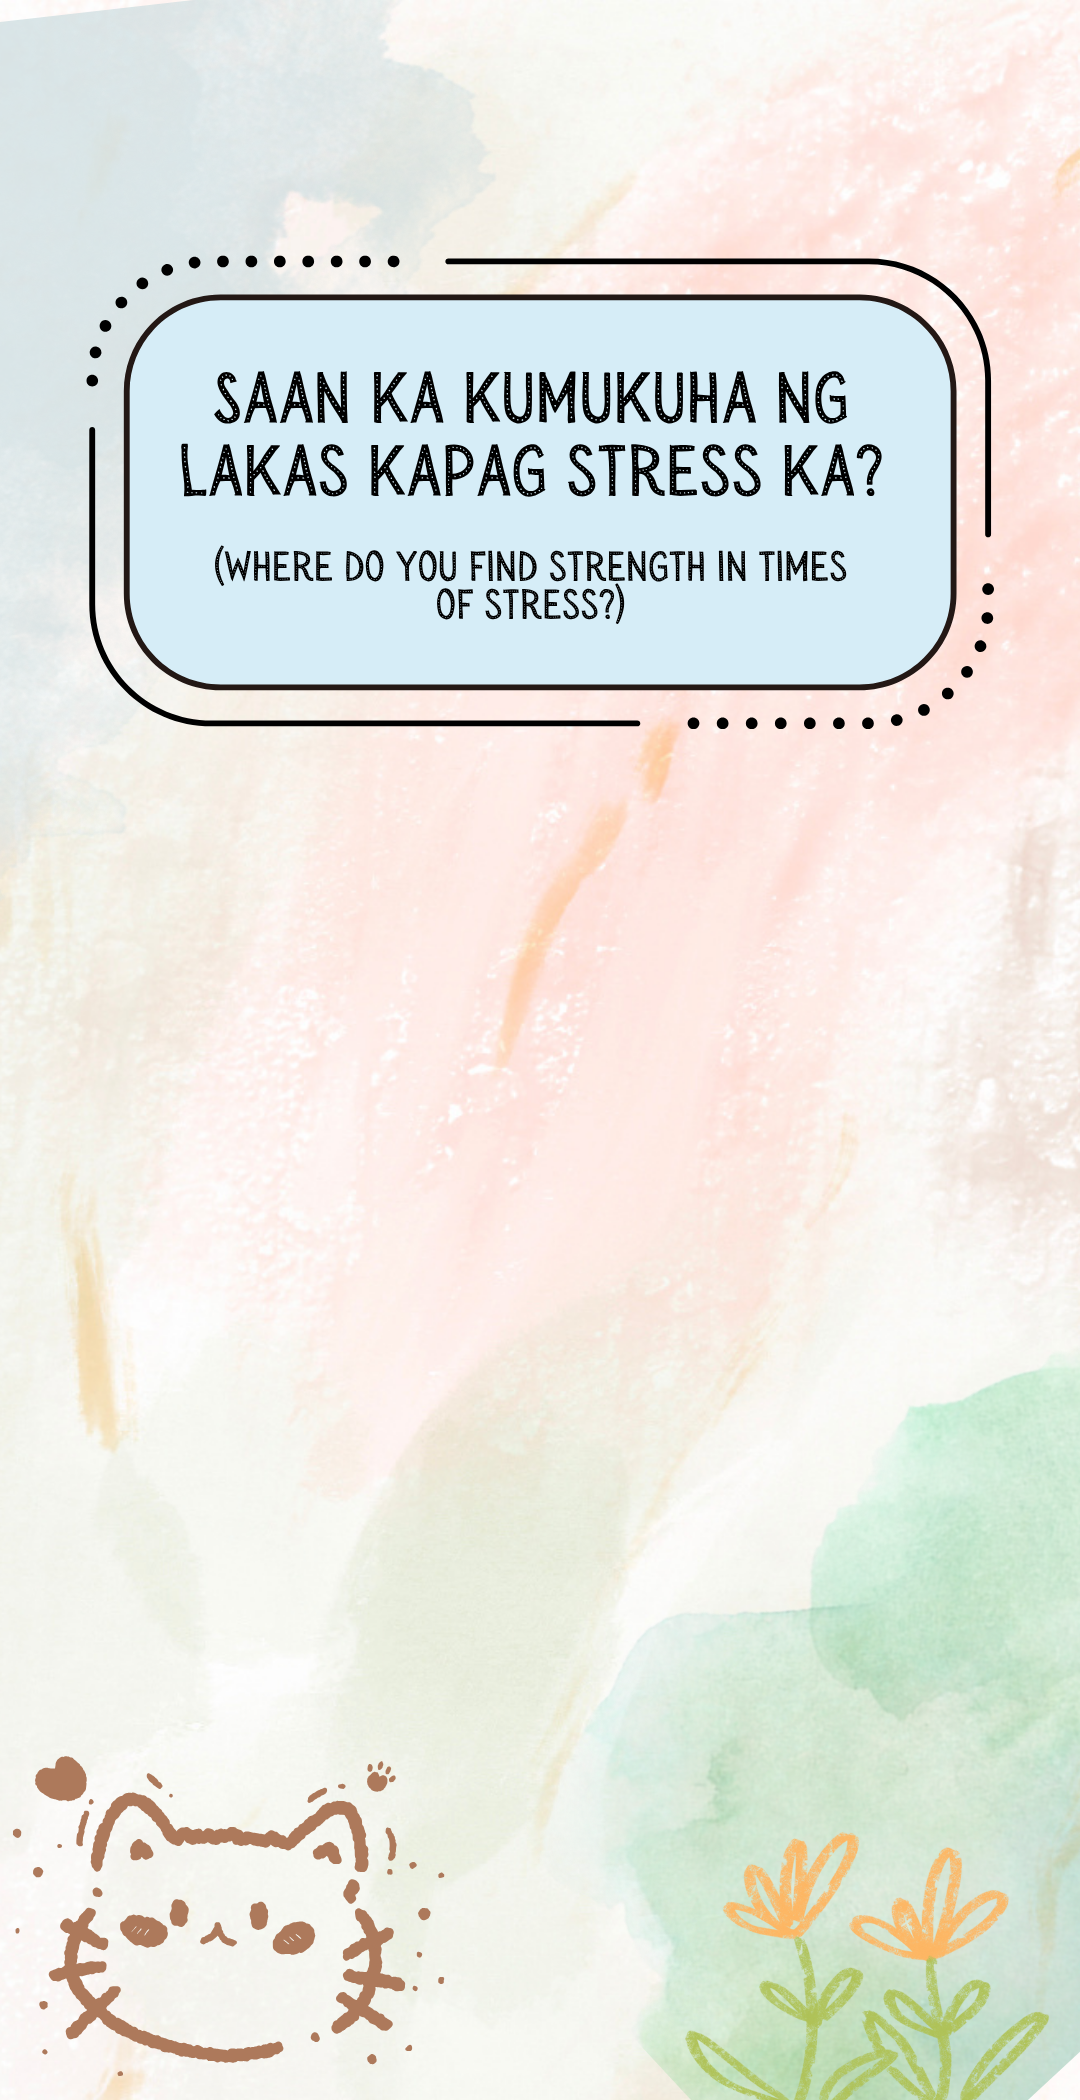 SAAN KA KUMUKUHA NG
LAKAS KAPAG STRESS KA?
(WHERE DO YOU FIND STRENGTH IN TIMES
OF STRESS?)